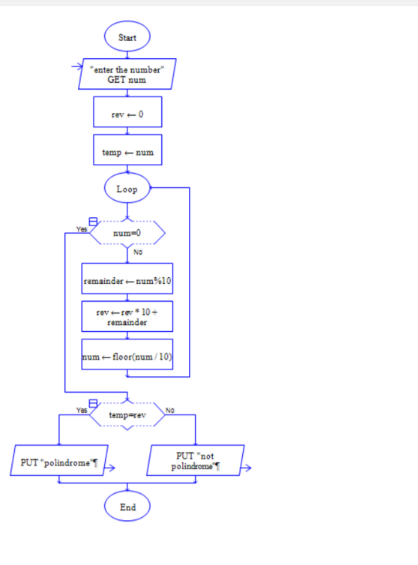 Start
"enter the number"
GET num
rev ← 0
temp ← num
Loop
Yes
num=0
No
remainder ← num%10
rev ← rev * 10 +
remainder
num ← floor(num / 10)
Yes
temp=rev
No
PUT "polindrome"¶
PUT "not
polindrome"¶
End